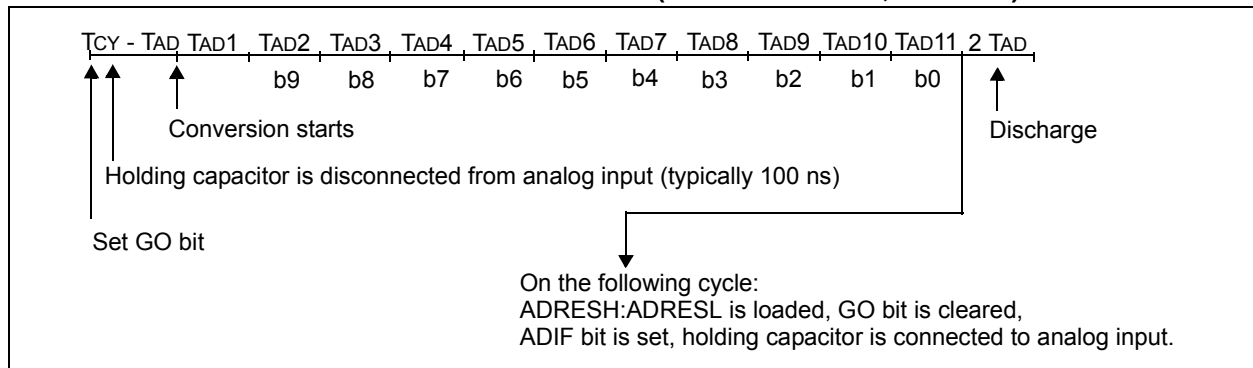 TCY - TAD TAD1 TAD2 TAD3 TAD4 TAD5 TAD6 TAD7 TAD8 TAD9 TAD10 TAD11 2 TAD
b9 b8 b7 b6 b5 b4 b3 b2 b1 b0
Conversion starts
Discharge
Holding capacitor is disconnected from analog input (typically 100 ns)
Set GO bit
On the following cycle:
ADRESH:ADRESL is loaded, GO bit is cleared,
ADIF bit is set, holding capacitor is connected to analog input.